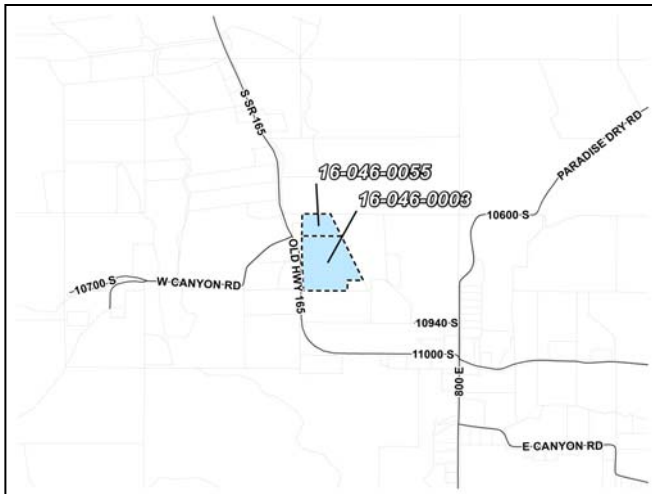 S SR 165
PARADISE DRY RD
16-046-0055
16-046-0003
10600 S
OLD HWY 165
10700 S
W CANYON RD
10940 S
11000 S
800 E
E CANYON RD